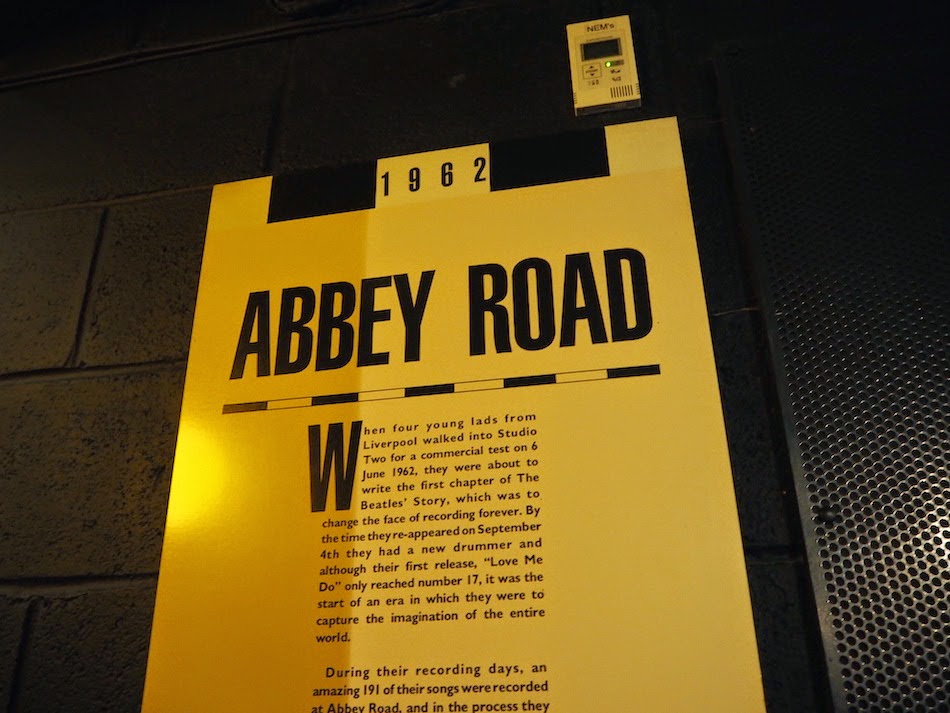 NEM's
1962
ABBEY ROAD
When four young lads from
Liverpool walked into Studio
Two for a commercial test on 6
June 1962, they were about to
write the first chapter of The
Beatles' Story, which was to
change the face of recording forever. By
the time they re-appeared on September
4th they had a new drummer and
although their first release, "Love Me
Do" only reached number 17, it was the
start of an era in which they were to
capture the imagination of the entire
world.
During their recording days, an
amazing 191 of their songs were recorded
at Abbey Road, and in the process they